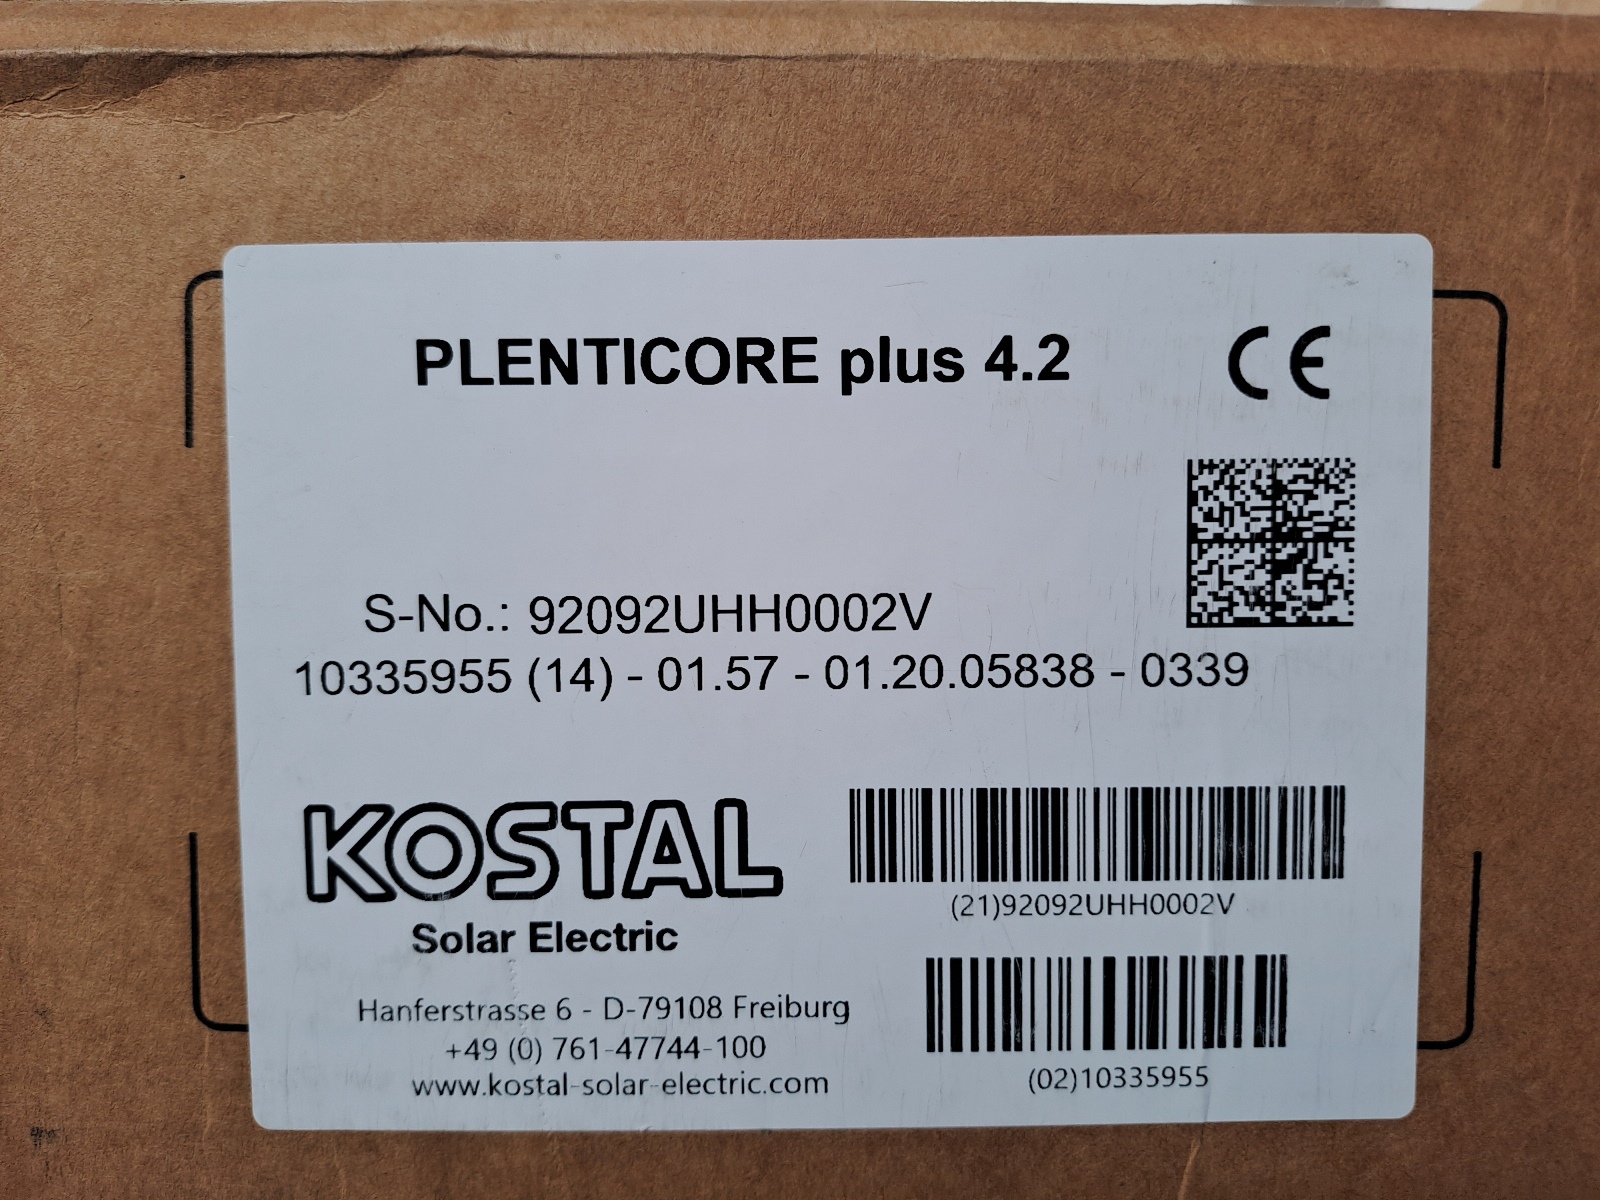 PLENTICORE plus 4.2
CE
S-No.: 92092UHH0002V
10335955 (14) - 01.57 - 01.20.05838 - 0339
KOSTAL
Solar Electric
Hanferstrasse 6 - D-79108 Freiburg
+49 (0) 761-47744-100
www.kostal-solar-electric.com
(21)92092UHH0002V
(02)10335955